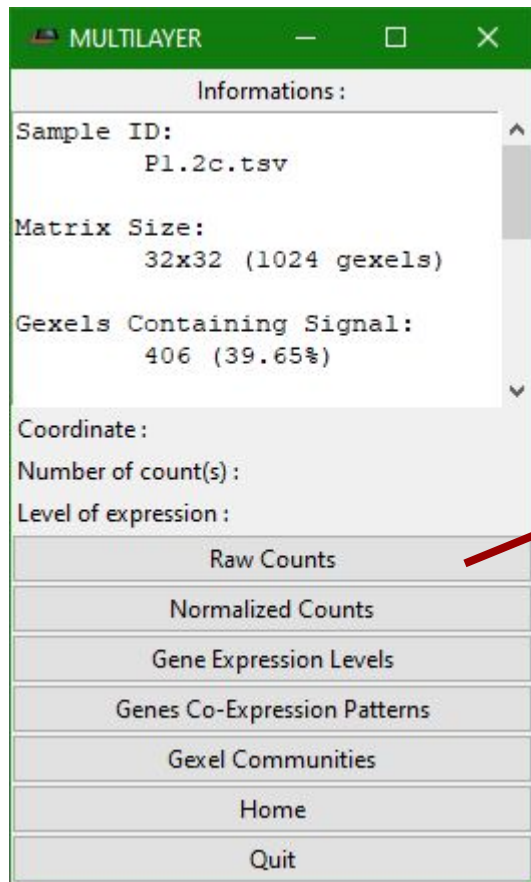 MULTILAYER
Informations :
Sample ID:
P1.2c.tsv
Matrix Size:
32x32 (1024 gexels)
Gexels Containing Signal:
406 (39.65%)
Coordinate :
Number of count(s) :
Level of expression :
Raw Counts
Normalized Counts
Gene Expression Levels
Genes Co-Expression Patterns
Gexel Communities
Home
Quit